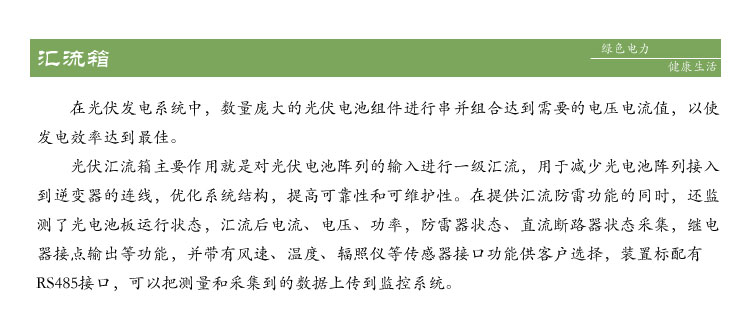 汇流箱
绿色电力
健康生活
在光伏发电系统中，数量庞大的光伏电池组件进行串并组合达到需要的电压电流值，以使
发电效率达到最佳。
光伏汇流箱主要作用就是对光伏电池阵列的输入进行一级汇流，用于减少光电池阵列接入
到逆变器的连线，优化系统结构，提高可靠性和可维护性。在提供汇流防雷功能的同时，还监
测了光电池板运行状态，汇流后电流、电压、功率，防雷器状态、直流断路器状态采集，继电
器接点输出等功能，并带有风速、温度、辐照仪等传感器接口功能供客户选择，装置标配有
RS485接口，可以把测量和采集到的数据上传到监控系统。